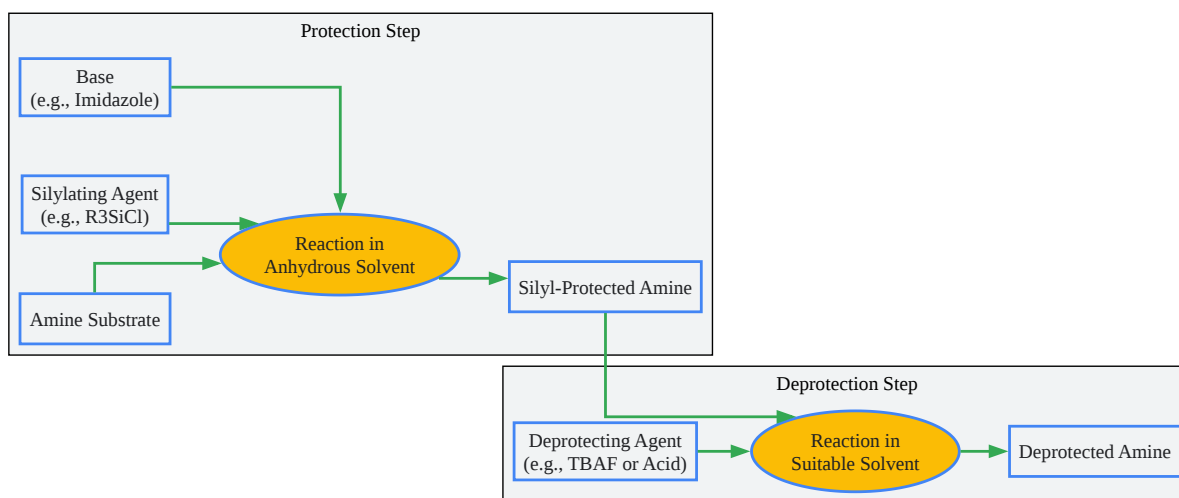 Protection Step
Base
(e.g., Imidazole)
Silylating Agent
(e.g., R3SiCl)
Reaction in
Anhydrous Solvent
Silyl-Protected Amine
Amine Substrate
Deprotection Step
Deprotecting Agent
(e.g., TBAF or Acid)
Reaction in
Suitable Solvent
Deprotected Amine